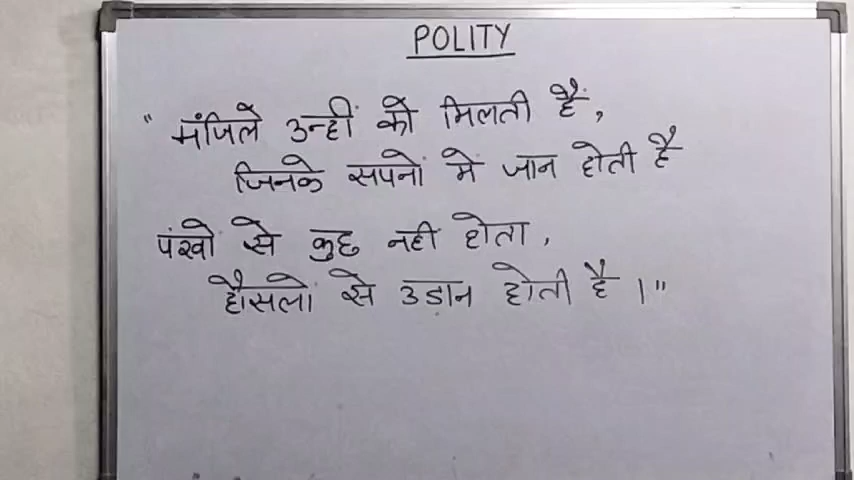 POLITY
" मंजिले उन्हीं को मिलती हैं,
जिनके सपनों मे जान होती है
पंखो से कुछ नही होता,
हौसलो से उडान होती है ।"